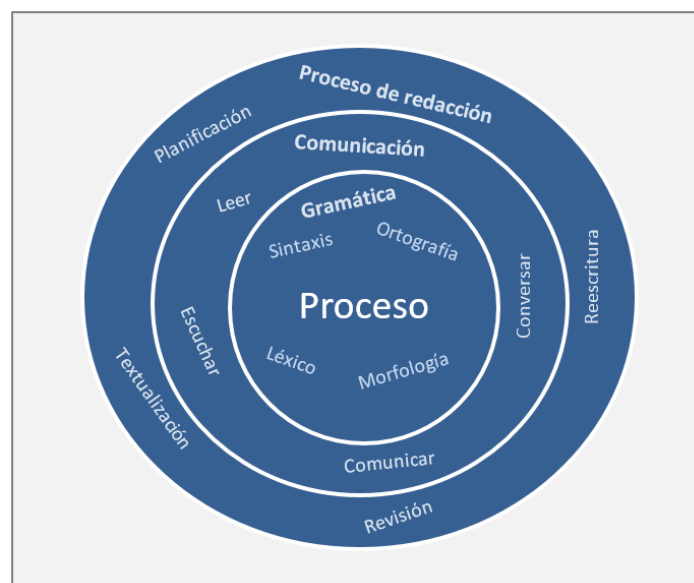 Proceso de redacción
Planificación
Comunicación
Leer
Gramática
Sintaxis
Ortografía
Proceso
Conversar
Reescritura
Escuchar
Léxico
Morfología
Textualización
Comunicar
Revisión